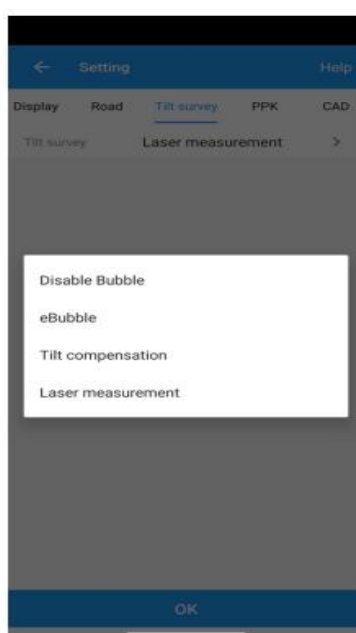 ← Setting Help
Display Road Tilt survey PPK CAD
Tilt survey Laser measurement >
Disable Bubble
eBubble
Tilt compensation
Laser measurement
OK